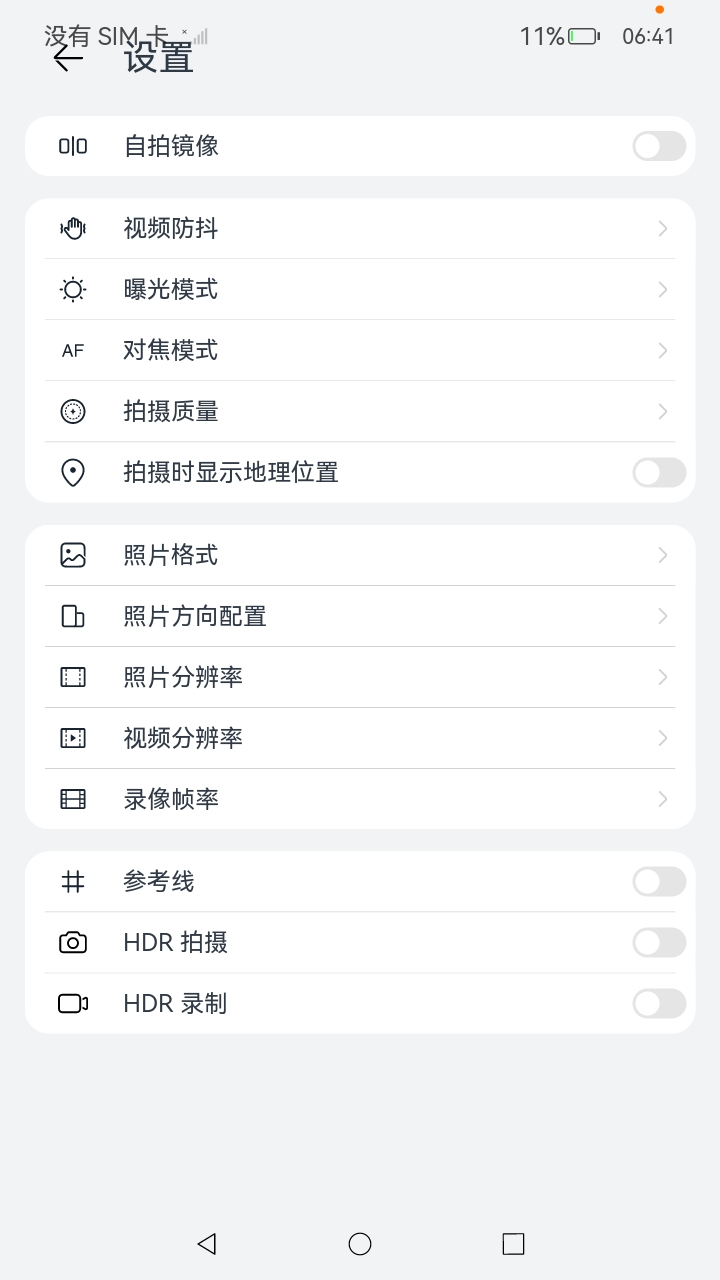 没有 SIM 卡 11% 06:41
设置
自拍镜像
视频防抖
曝光模式
AF 对焦模式
拍摄质量
拍摄时显示地理位置
照片格式
照片方向配置
照片分辨率
视频分辨率
录像帧率
参考线
HDR 拍摄
HDR 录制